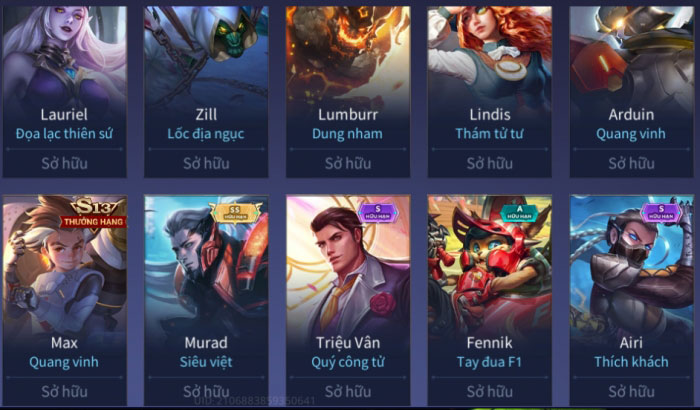 Lauriel
Đọa lạc thiên sứ
Sở hữu
Zill
Lốc địa ngục
Sở hữu
Lumburr
Dung nham
Sở hữu
Lindis
Thám tử tư
Sở hữu
Arduin
Quang vinh
Sở hữu
S13
THƯỞNG HẠNG
Max
Quang vinh
Sở hữu
SS
HỮU HẠN
Murad
Siêu việt
Sở hữu
S
HỮU HẠN
Triệu Vân
Quý công tử
Sở hữu
A
HỮU HẠN
Fennik
Tay đua F1
Sở hữu
S
HỮU HẠN
Airi
Thích khách
Sở hữu
UID:2106883859350641